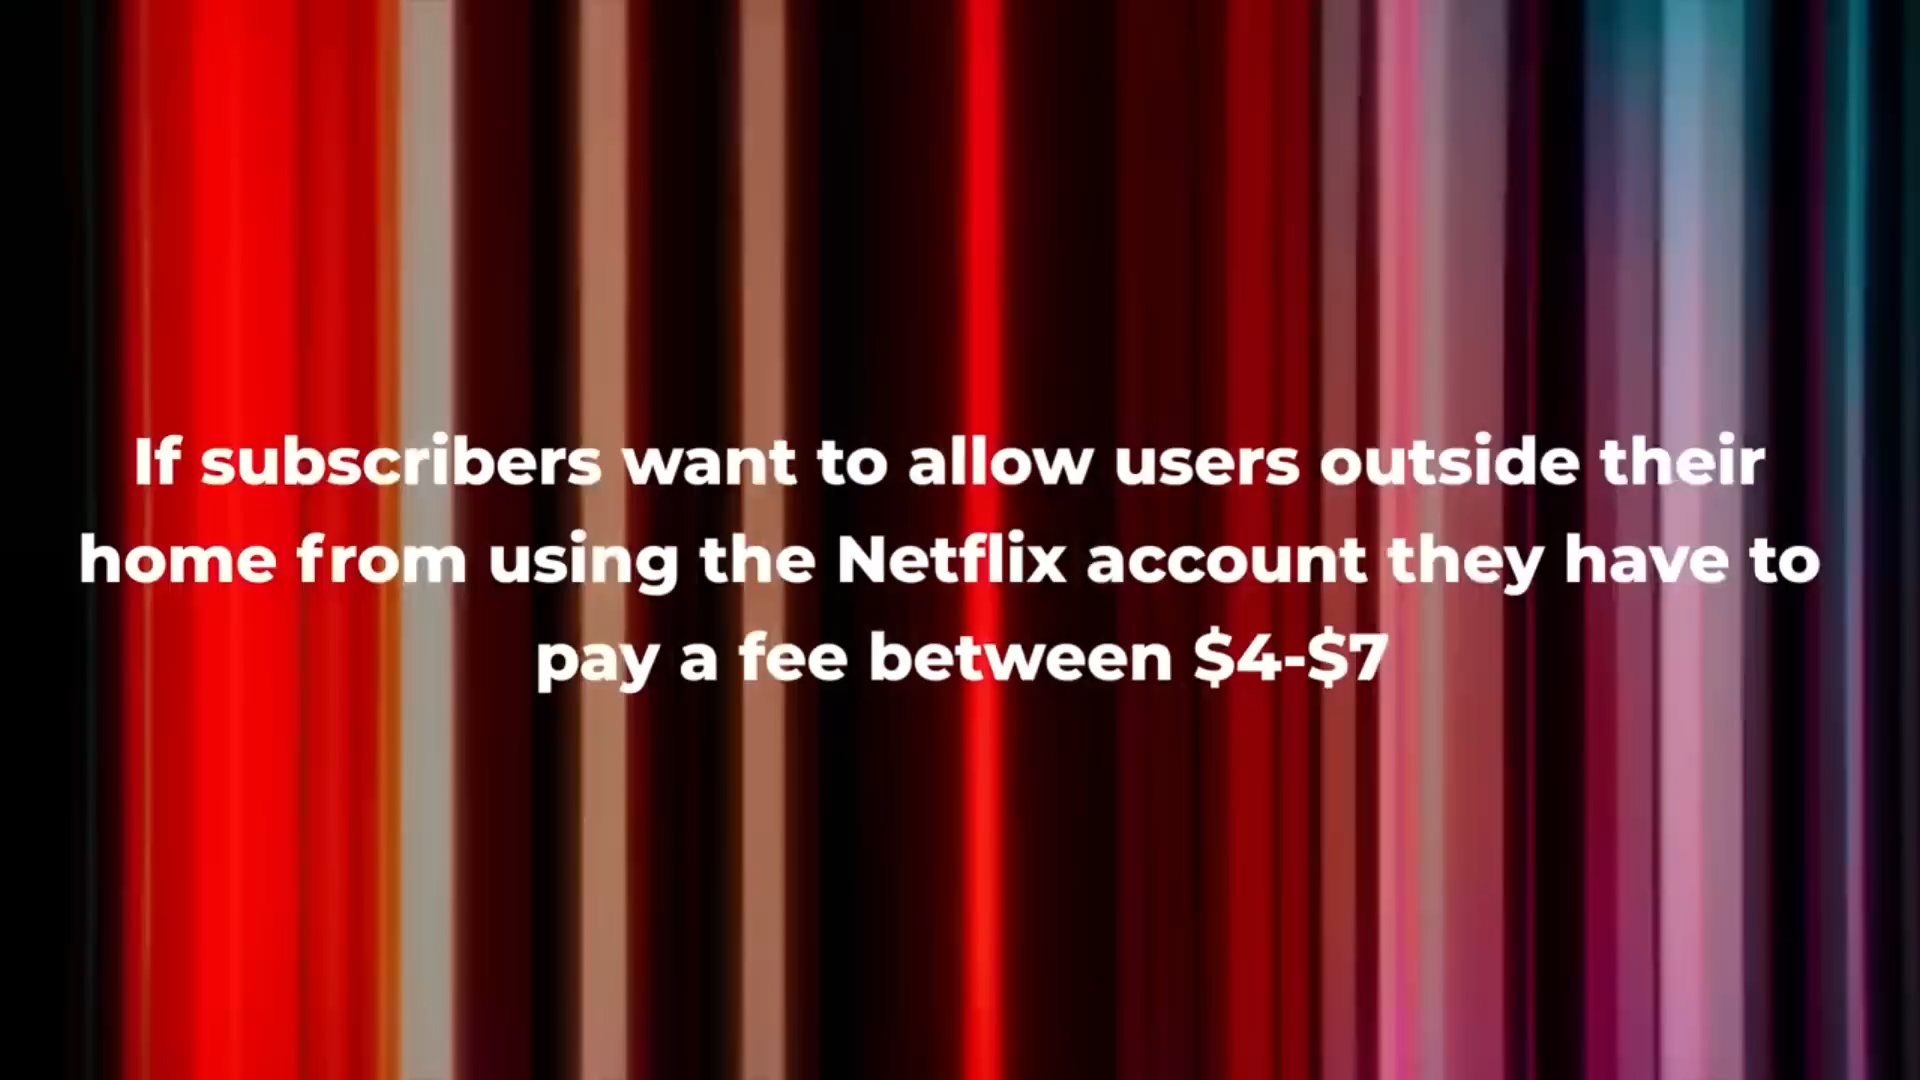 If subscribers want to allow users outside their
home from using the Netflix account they have to
pay a fee between $4-$7